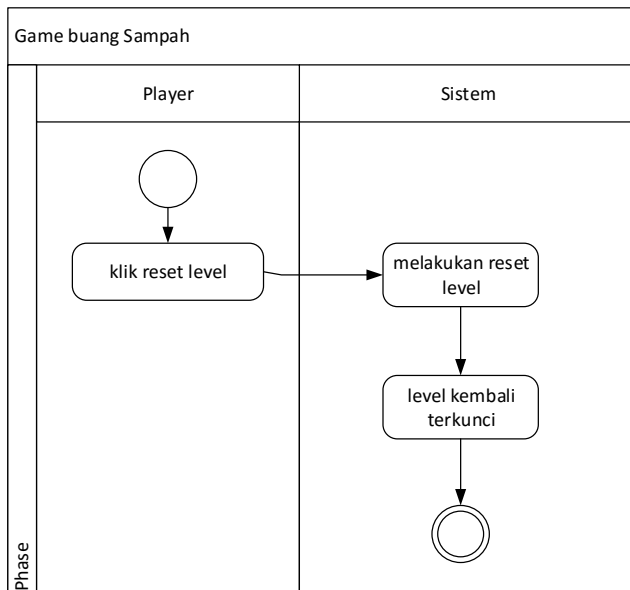 Game buang Sampah
Player
Sistem
klik reset level
melakukan reset
level
level kembali
terkunci
Phase